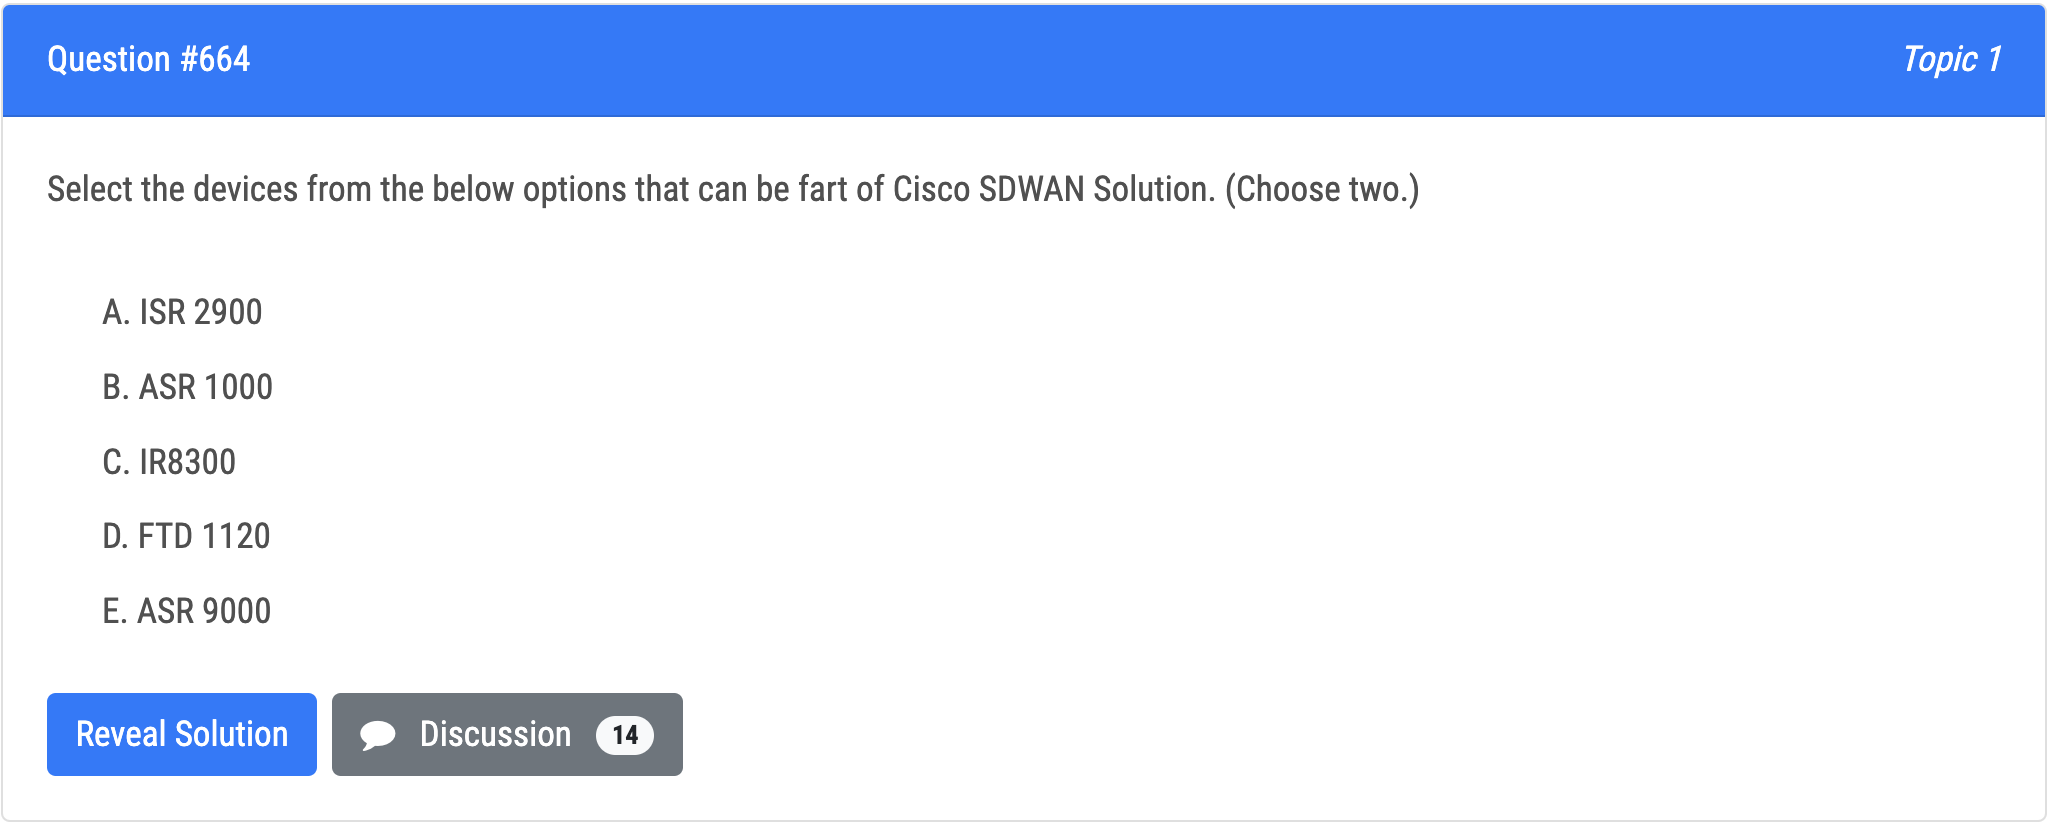 Question #664
Topic 1
Select the devices from the below options that can be fart of Cisco SDWAN Solution. (Choose two.)
A. ISR 2900
B. ASR 1000
C. IR8300
D. FTD 1120
E. ASR 9000
Reveal Solution
Discussion 14